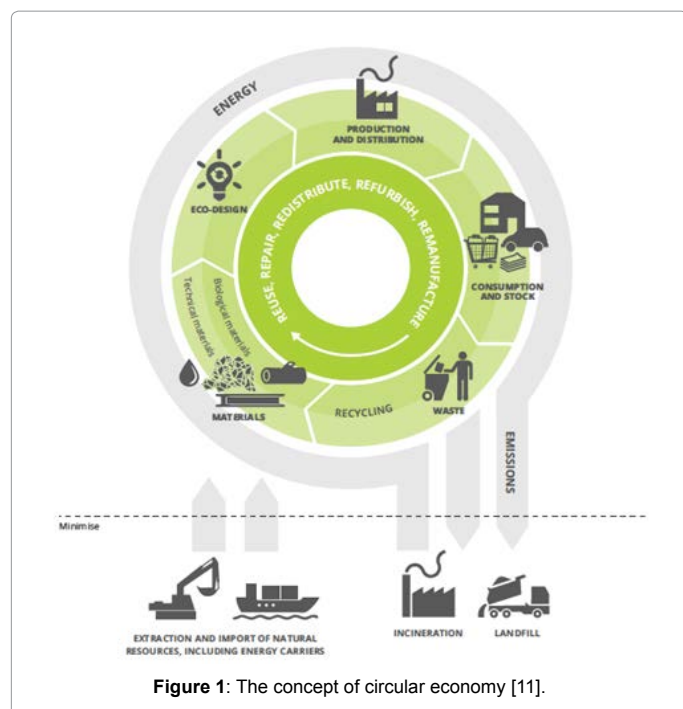 ENERGY
PRODUCTION
AND DISTRIBUTION
ECO-DESIGN
REUSE, REPAIR, REDISTRIBUTE, REFURBISH, REMANUFACTURE
CONSUMPTION
AND STOCK
Technical materials
Biological materials
MATERIALS
RECYCLING
WASTE
EMISSIONS
Minimise
EXTRACTION AND IMPORT OF NATURAL
RESOURCES, INCLUDING ENERGY CARRIERS
INCINERATION
LANDFILL
Figure 1: The concept of circular economy [11].